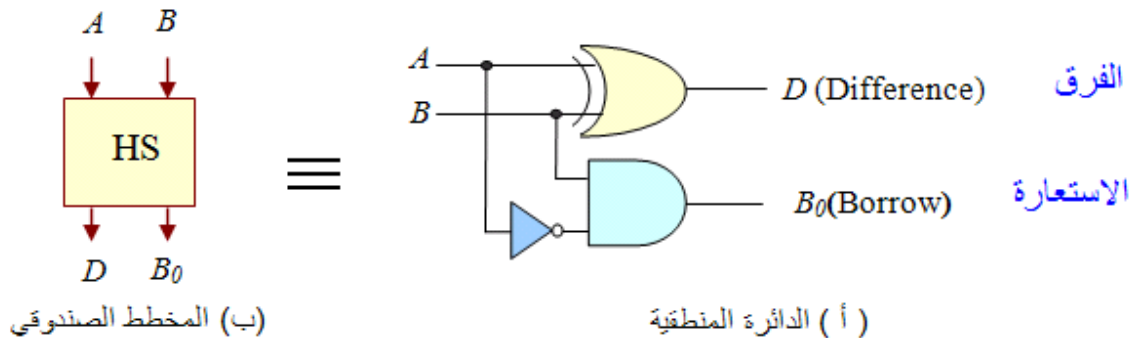 A B
HS
D B₀
(ب) المخطط الصندوقي
≡
A
B
D (Difference) الفرق
B₀(Borrow) الاستعارة
( أ ) الدائرة المنطقية